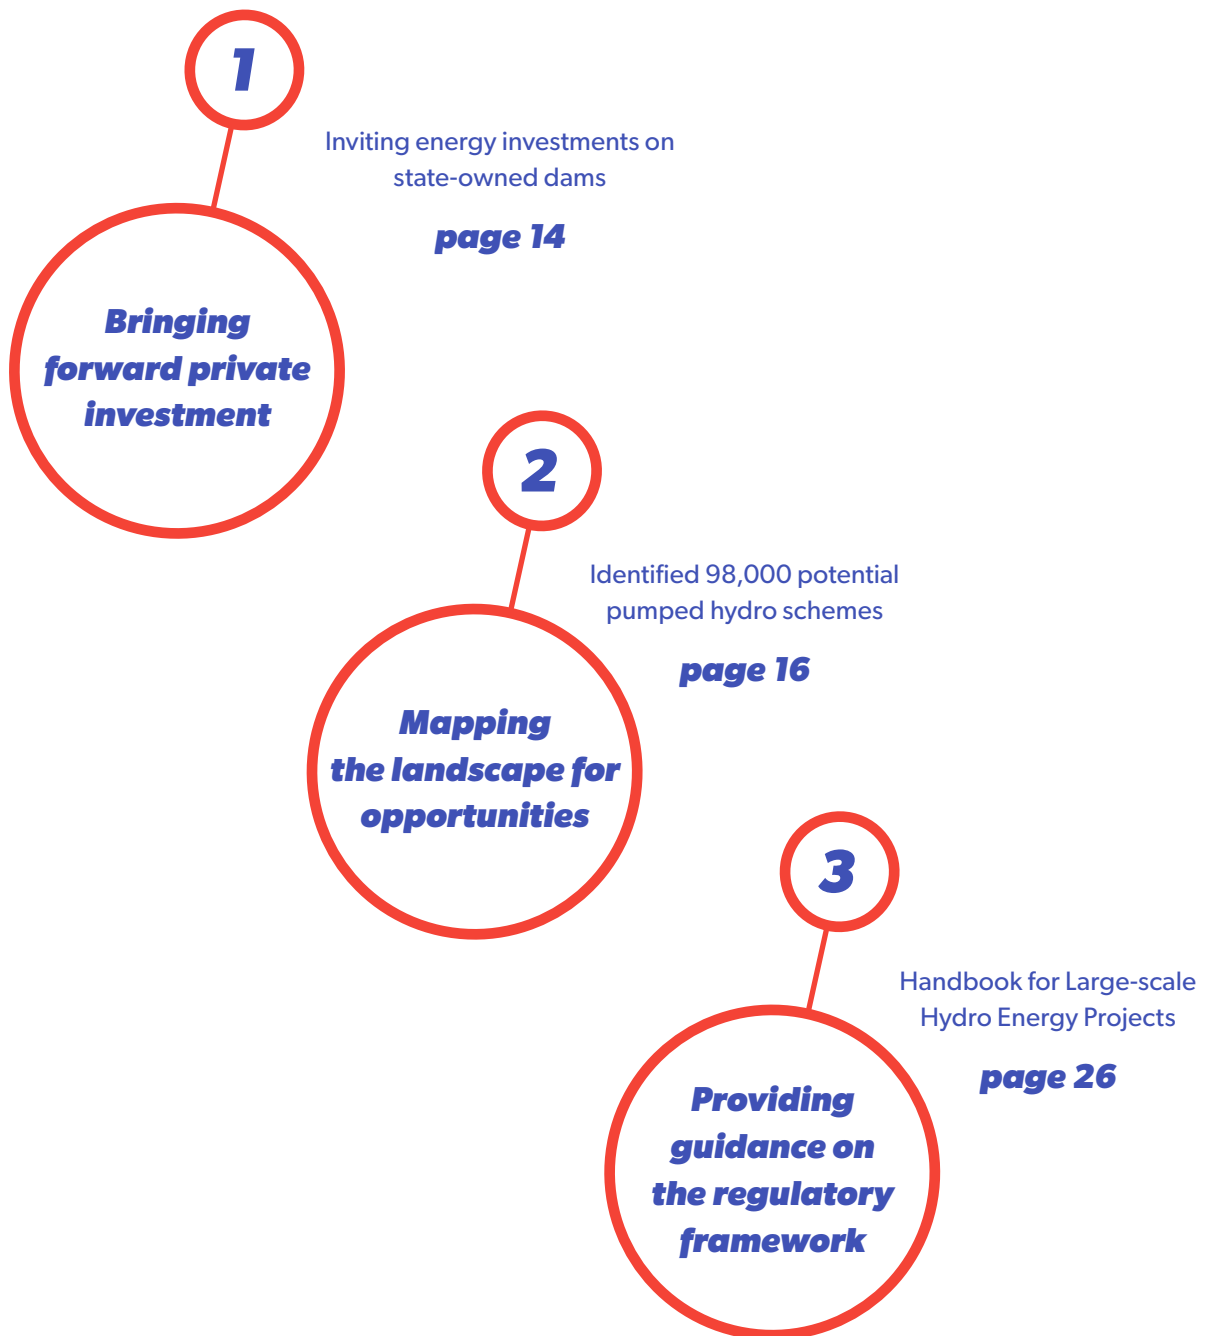 1
Inviting energy investments on
state-owned dams
page 14
Bringing
forward private
investment
2
Identified 98,000 potential
pumped hydro schemes
page 16
Mapping
the landscape for
opportunities
3
Handbook for Large-scale
Hydro Energy Projects
page 26
Providing
guidance on
the regulatory
framework